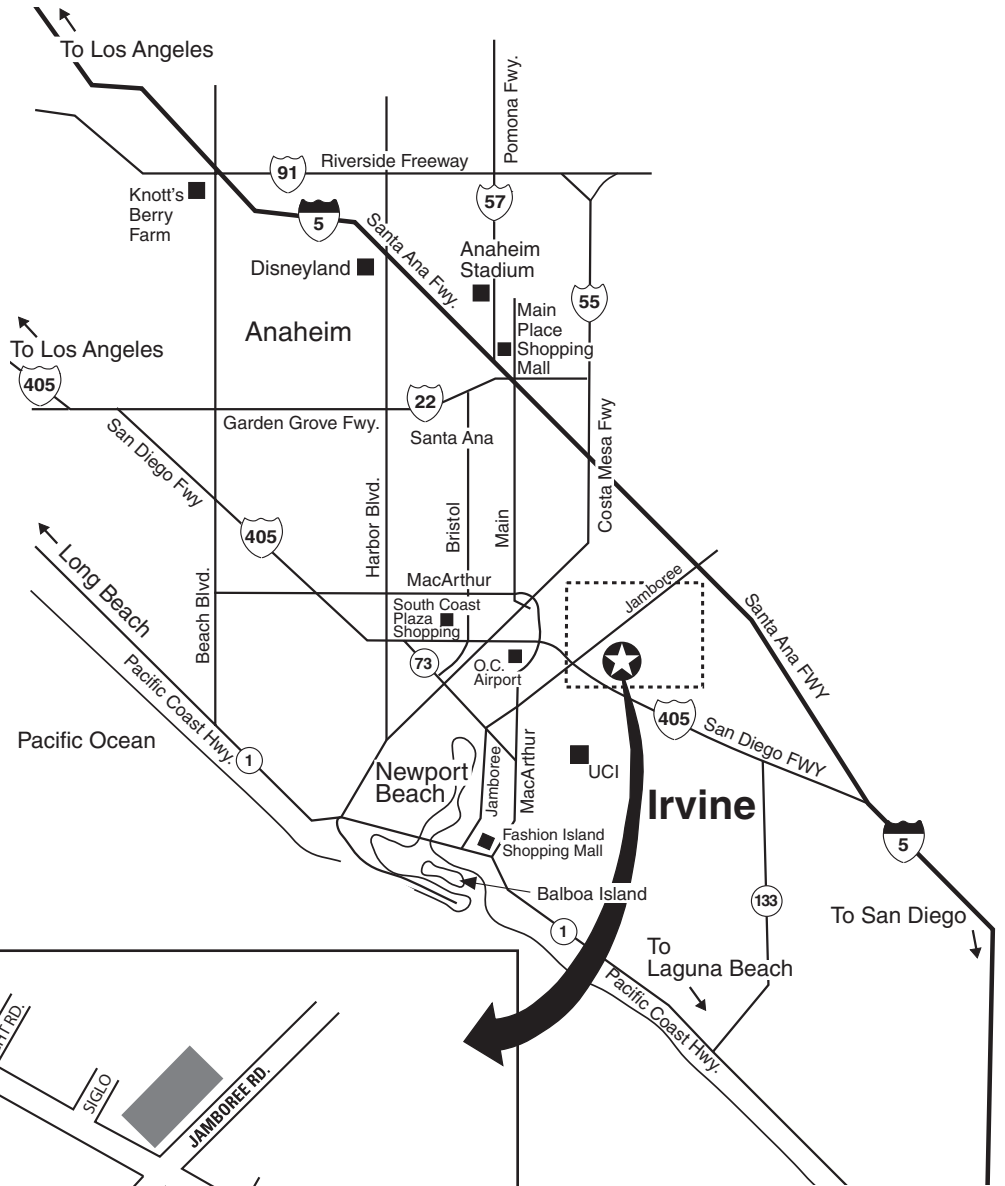 To Los Angeles
Pomona Fwy.
91
Riverside Freeway
Knott's
Berry
Farm
57
5
Santa Ana Fwy.
Anaheim
Stadium
Disneyland
55
Main
Place
Shopping
Mall
Anaheim
To Los Angeles
405
22
Garden Grove Fwy.
Santa Ana
San Diego Fwy
Costa Mesa Fwy
Harbor Blvd.
Bristol
Main
405
Long Beach
Beach Blvd.
MacArthur
Jamboree
South Coast
Plaza
Shopping
Santa Ana FWY
73
O.C.
Airport
Pacific Coast Hwy.
405
San Diego FWY
Pacific Ocean
1
Newport
Beach
Jamboree
MacArthur
UCI
Irvine
Fashion Island
Shopping Mall
5
Balboa Island
133
To San Diego
1
To
Laguna Beach
Pacific Coast Hwy.
HT RD.
SIGLO
JAMBOREE RD.